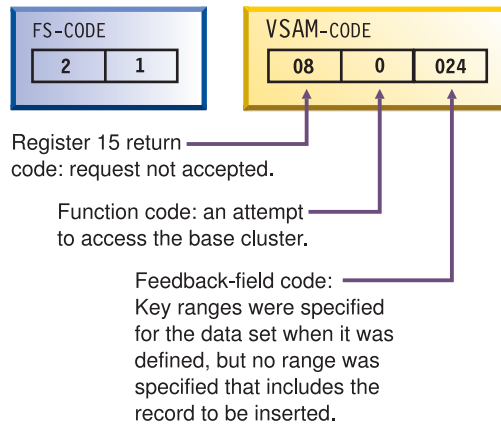 FS-CODE
2 1
VSAM-CODE
08 0 024
Register 15 return
code: request not accepted.
Function code: an attempt
to access the base cluster.
Feedback-field code:
Key ranges were specified
for the data set when it was
defined, but no range was
specified that includes the
record to be inserted.